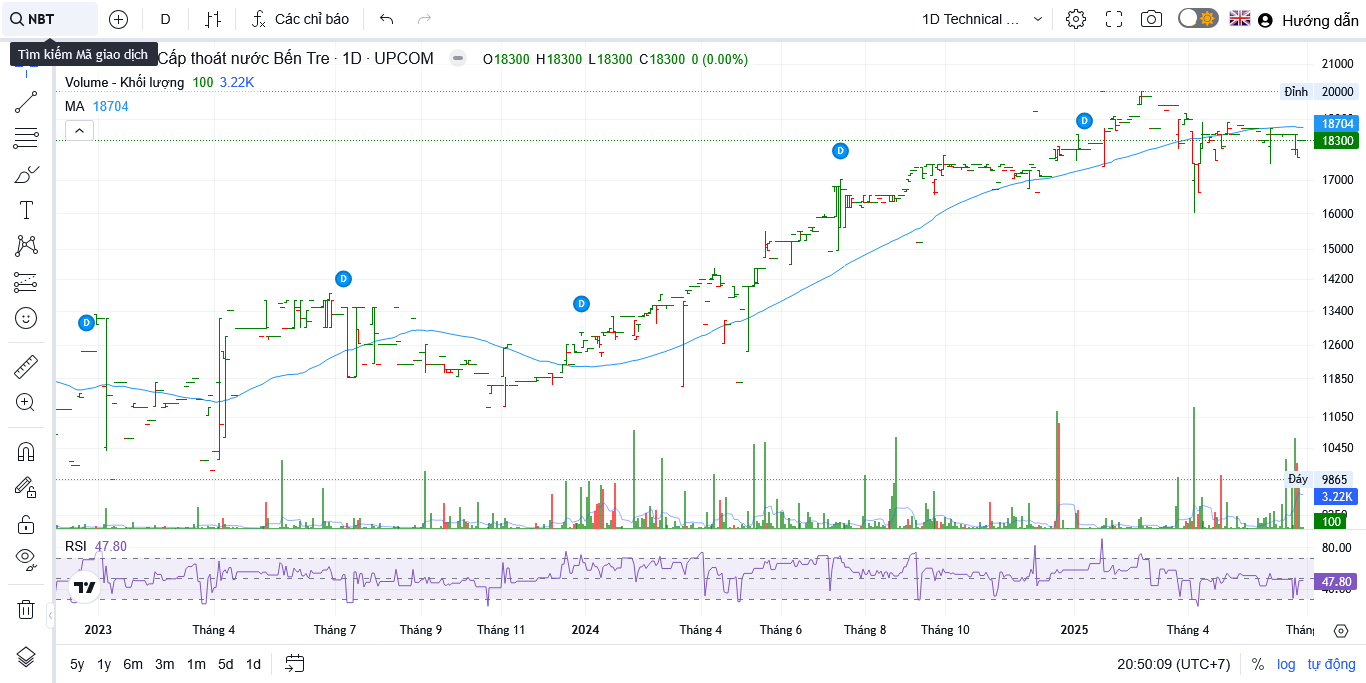 NBT
D
Các chỉ báo
1D Technical ...
Hướng dẫn
Tìm kiếm Mã giao dịch
Cấp thoát nước Bến Tre · 1D · UPCOM
O18300 H18300 L18300 C18300 0 (0.00%)
Volume - Khối lượng 100 3.22K
MA 18704
21000
Đỉnh 20000
18704
18300
17000
16000
15000
14200
13400
12600
11850
11050
10450
Đáy 9865
3.22K
100
D
D
D
D
D
RSI 47.80
80.00
47.80
2023 Tháng 4 Tháng 7 Tháng 9 Tháng 11 2024 Tháng 4 Tháng 6 Tháng 8 Tháng 10 2025 Tháng 4 Tháng
5y 1y 6m 3m 1m 5d 1d
20:50:09 (UTC+7) % log tự động